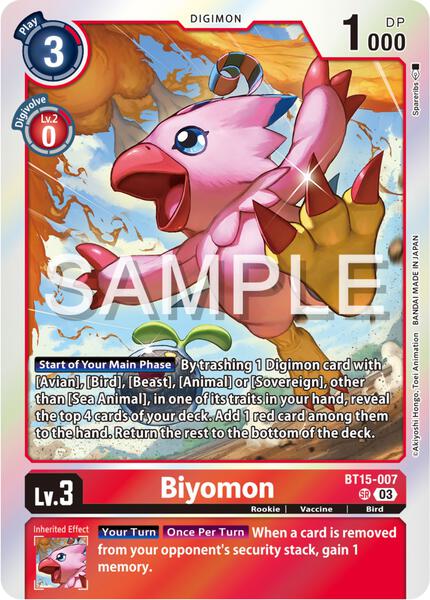 DIGIMON
Play
3
1000
DP
Digivolve
Lv.2
0
Spareribs
©Akiyoshi Hongo, Toei Animation BANDAI MADE IN JAPAN
SAMPLE
Start of Your Main Phase By trashing 1 Digimon card with
[Avian], [Bird], [Beast], [Animal] or [Sovereign], other
than [Sea Animal], in one of its traits in your hand, reveal
the top 4 cards of your deck. Add 1 red card among them
to the hand. Return the rest to the bottom of the deck.
Lv.3
Biyomon
BT15-007
SR 03
Rookie | Vaccine | Bird
Inherited Effect
Your Turn Once Per Turn When a card is removed
from your opponent's security stack, gain 1
memory.